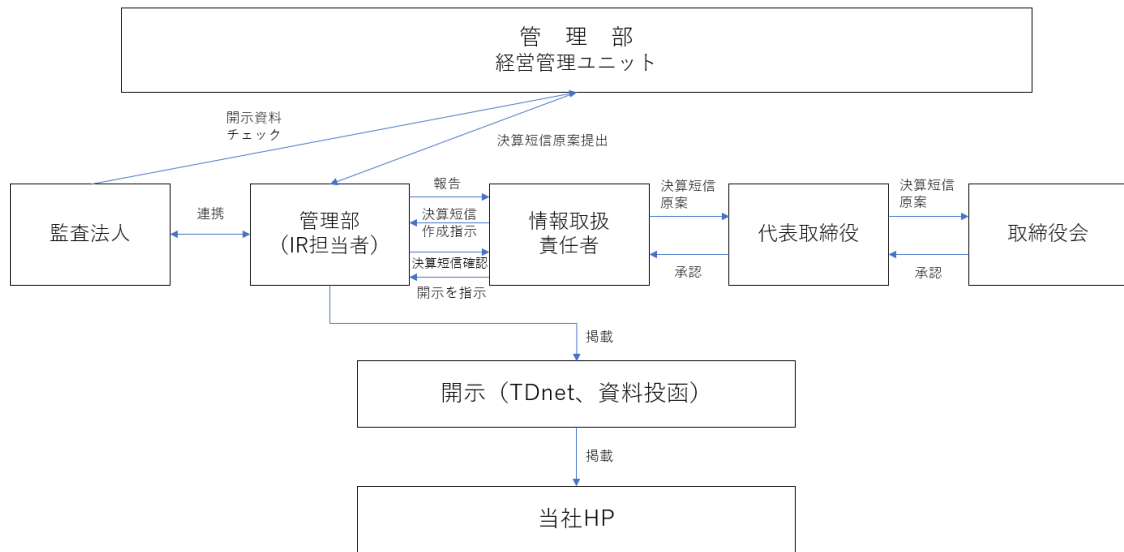 管　理　部
経営管理ユニット
開示資料
チェック
決算短信原案提出
監査法人
連携
管理部
（IR担当者）
報告
決算短信
作成指示
決算短信確認
開示を指示
情報取扱
責任者
決算短信
原案
承認
代表取締役
決算短信
原案
承認
取締役会
掲載
開示（TDnet、資料投函）
掲載
当社HP